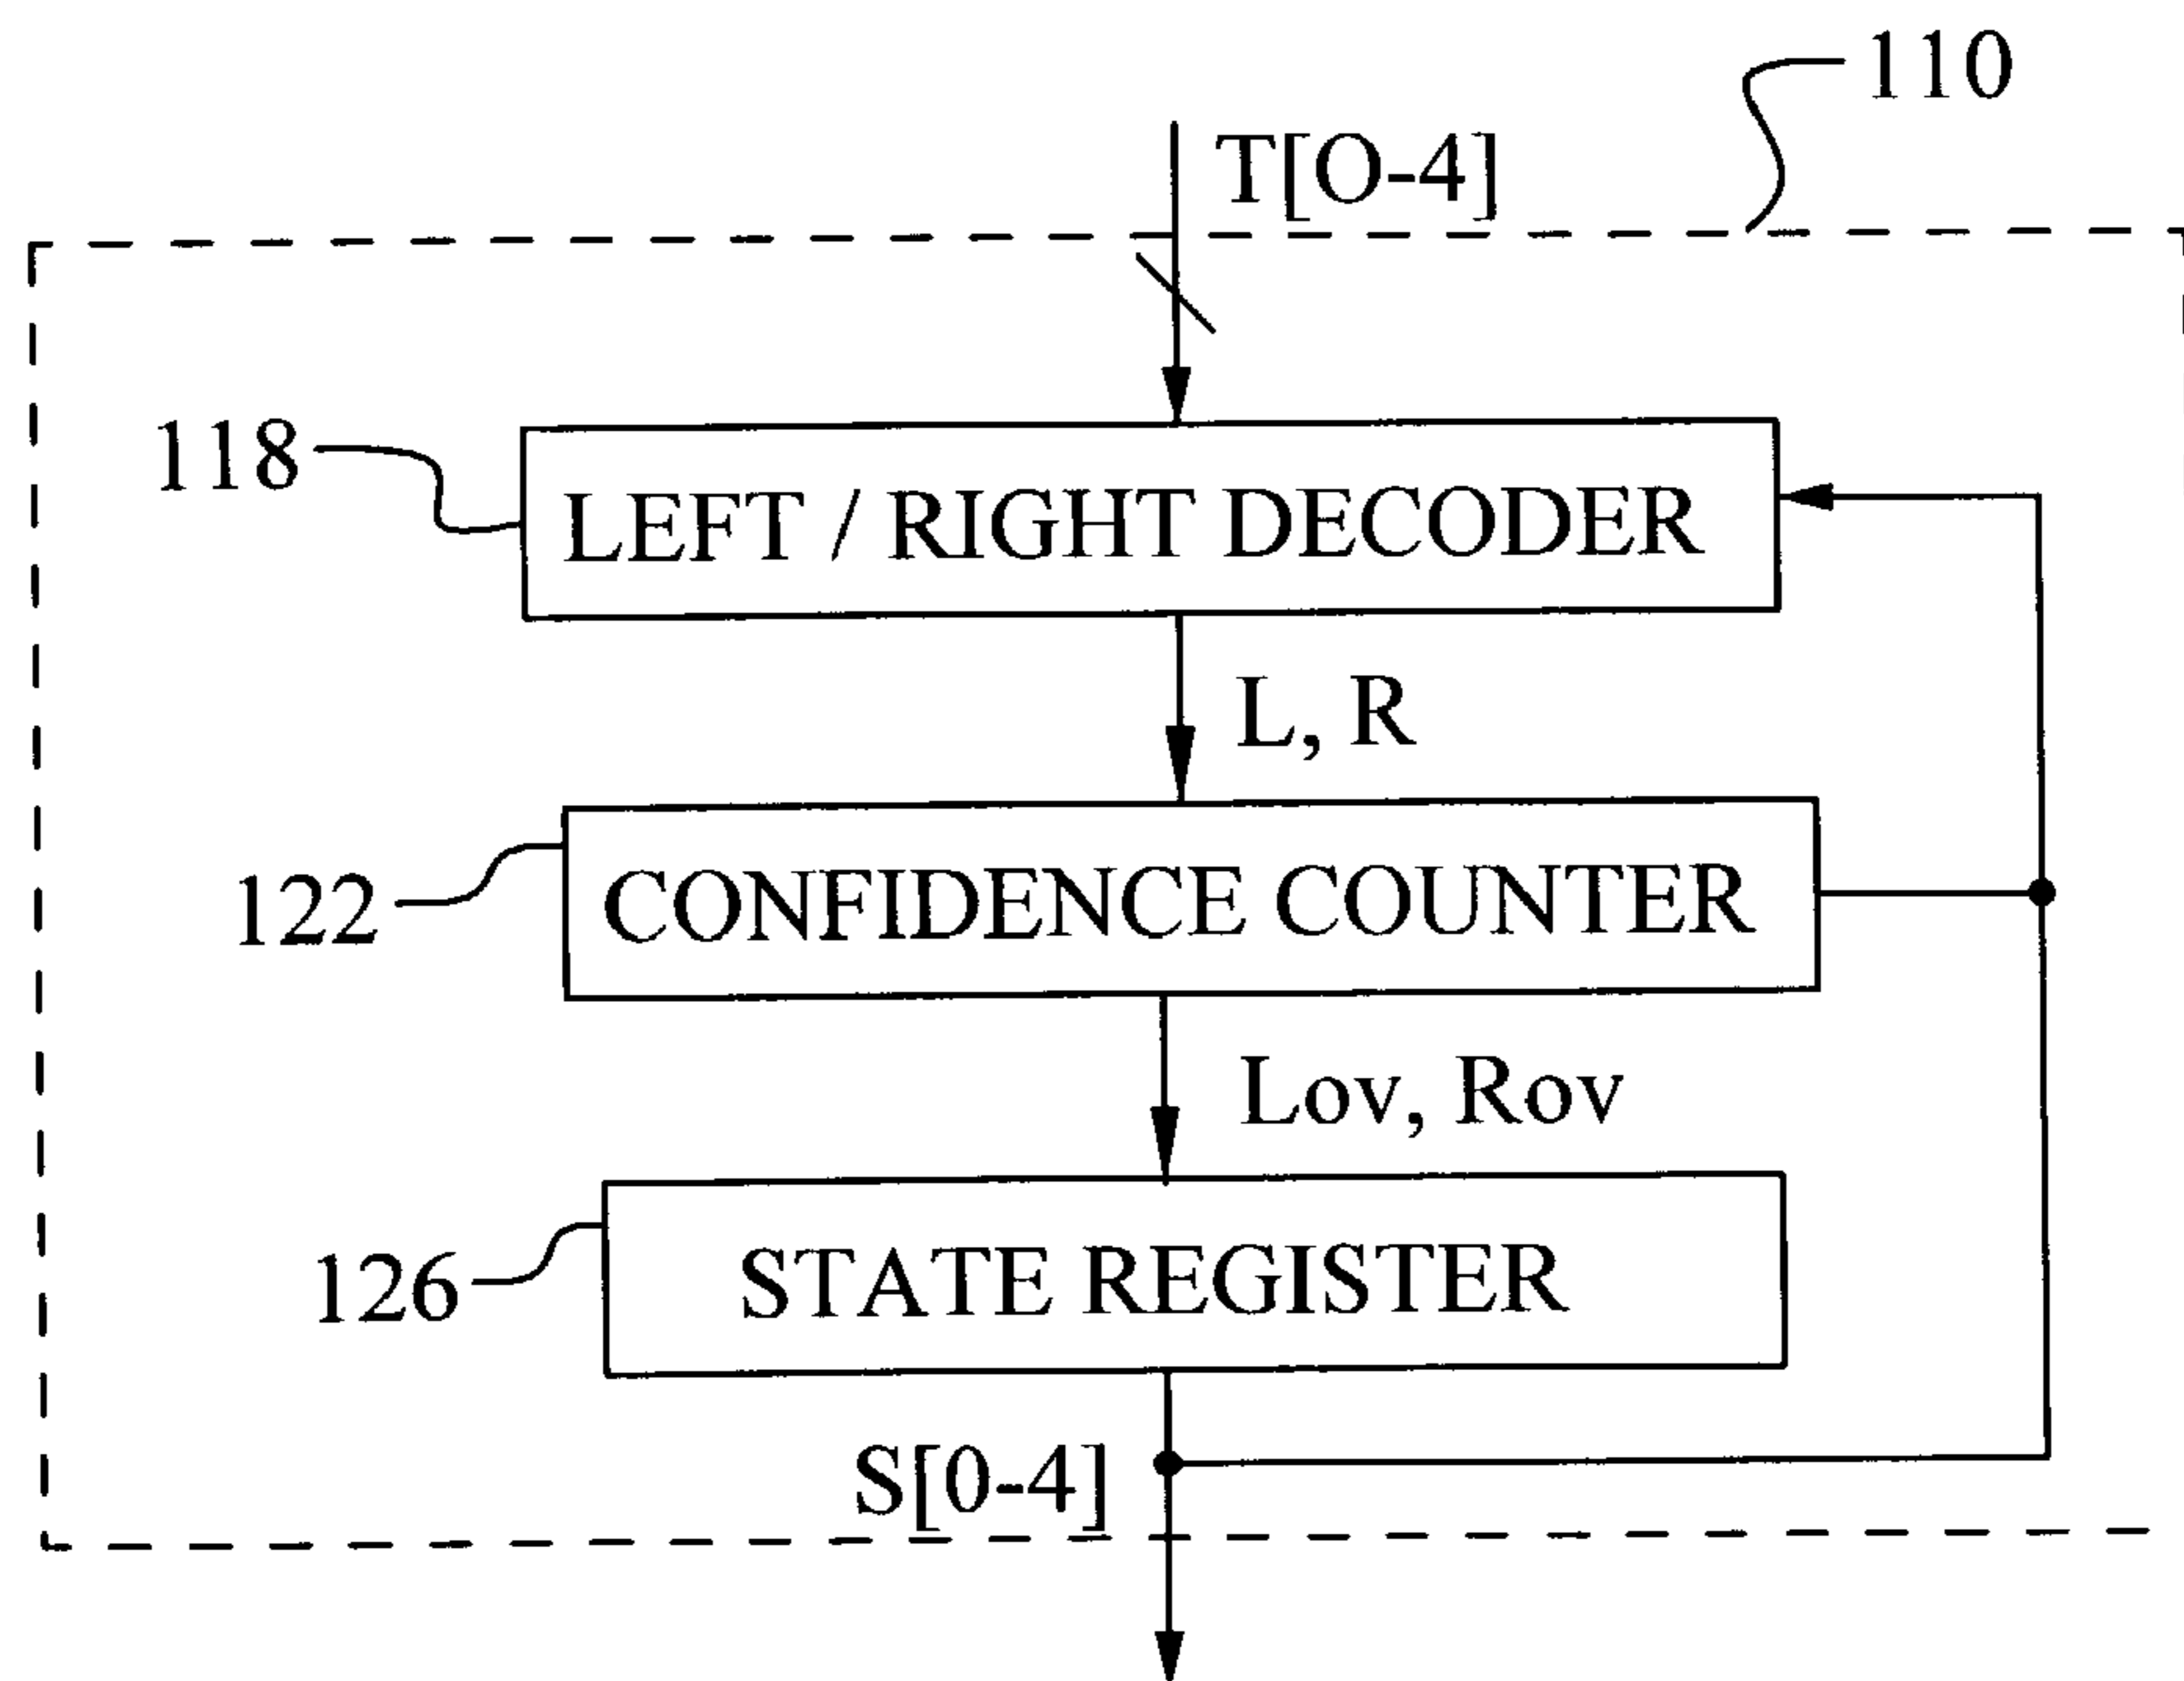 110
T[O-4]
118
LEFT / RIGHT DECODER
L, R
122
CONFIDENCE COUNTER
Lov, Rov
126
STATE REGISTER
S[0-4]